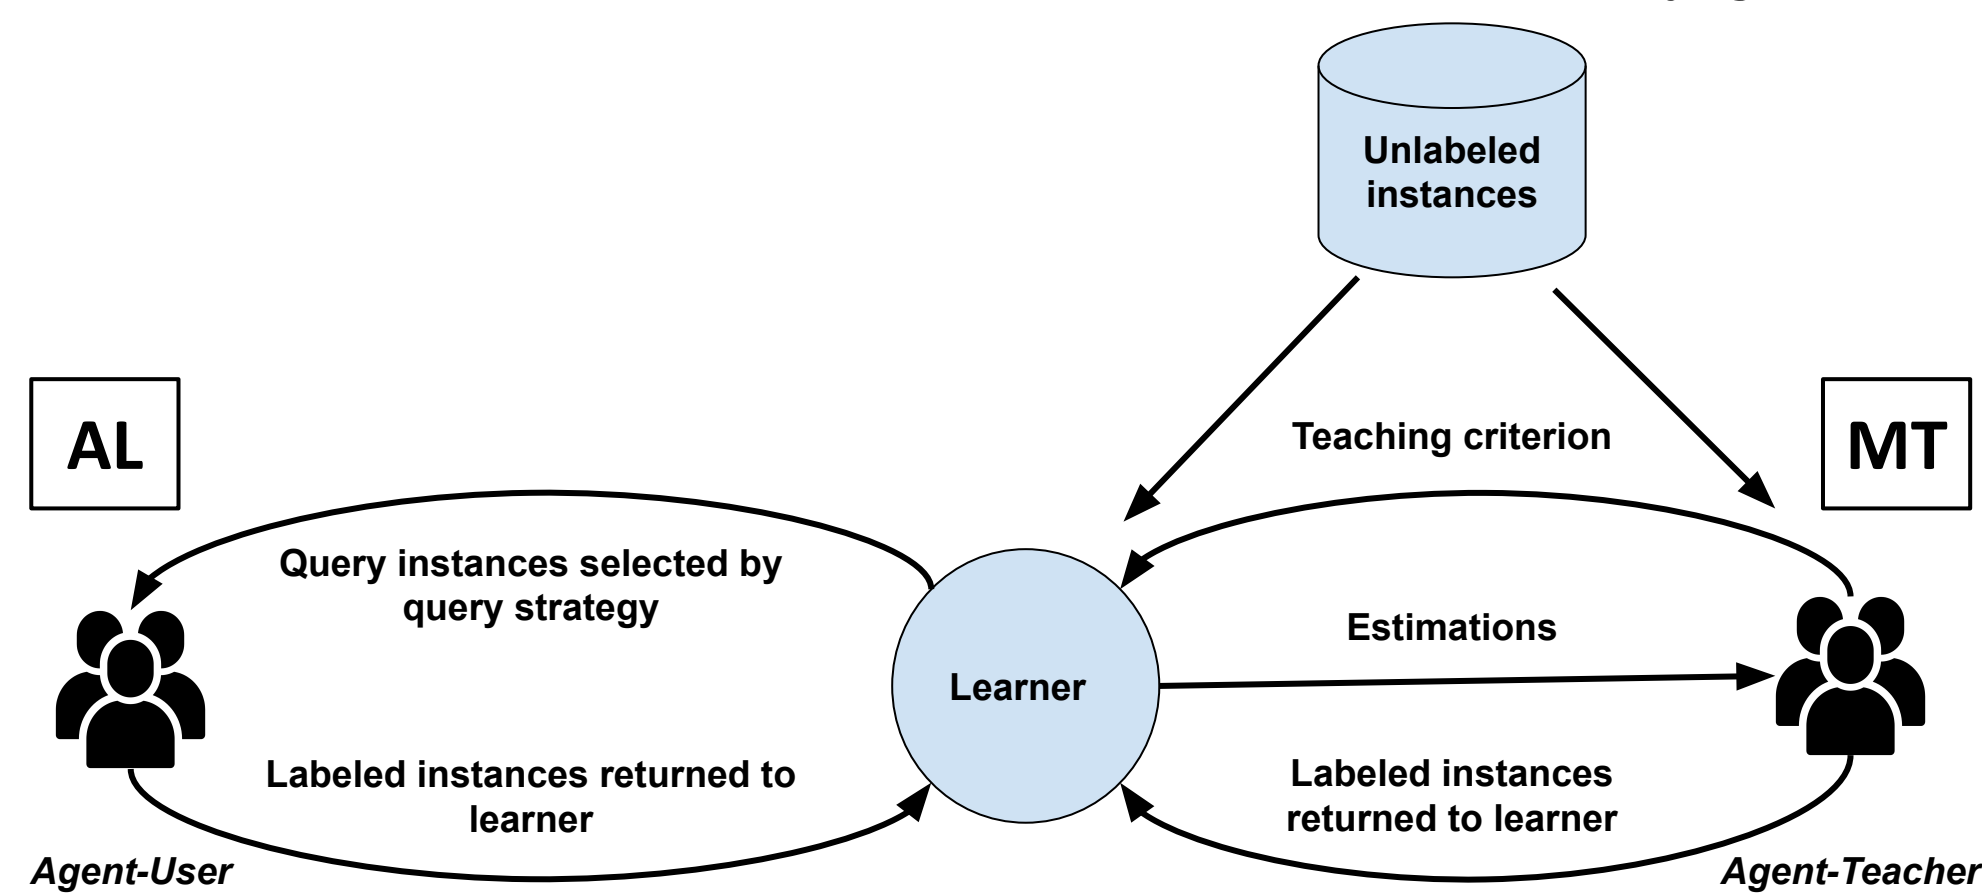 Unlabeled
instances
AL
MT
Teaching criterion
Query instances selected by
query strategy
Estimations
Learner
Labeled instances returned to
learner
Labeled instances
returned to learner
Agent-User
Agent-Teacher